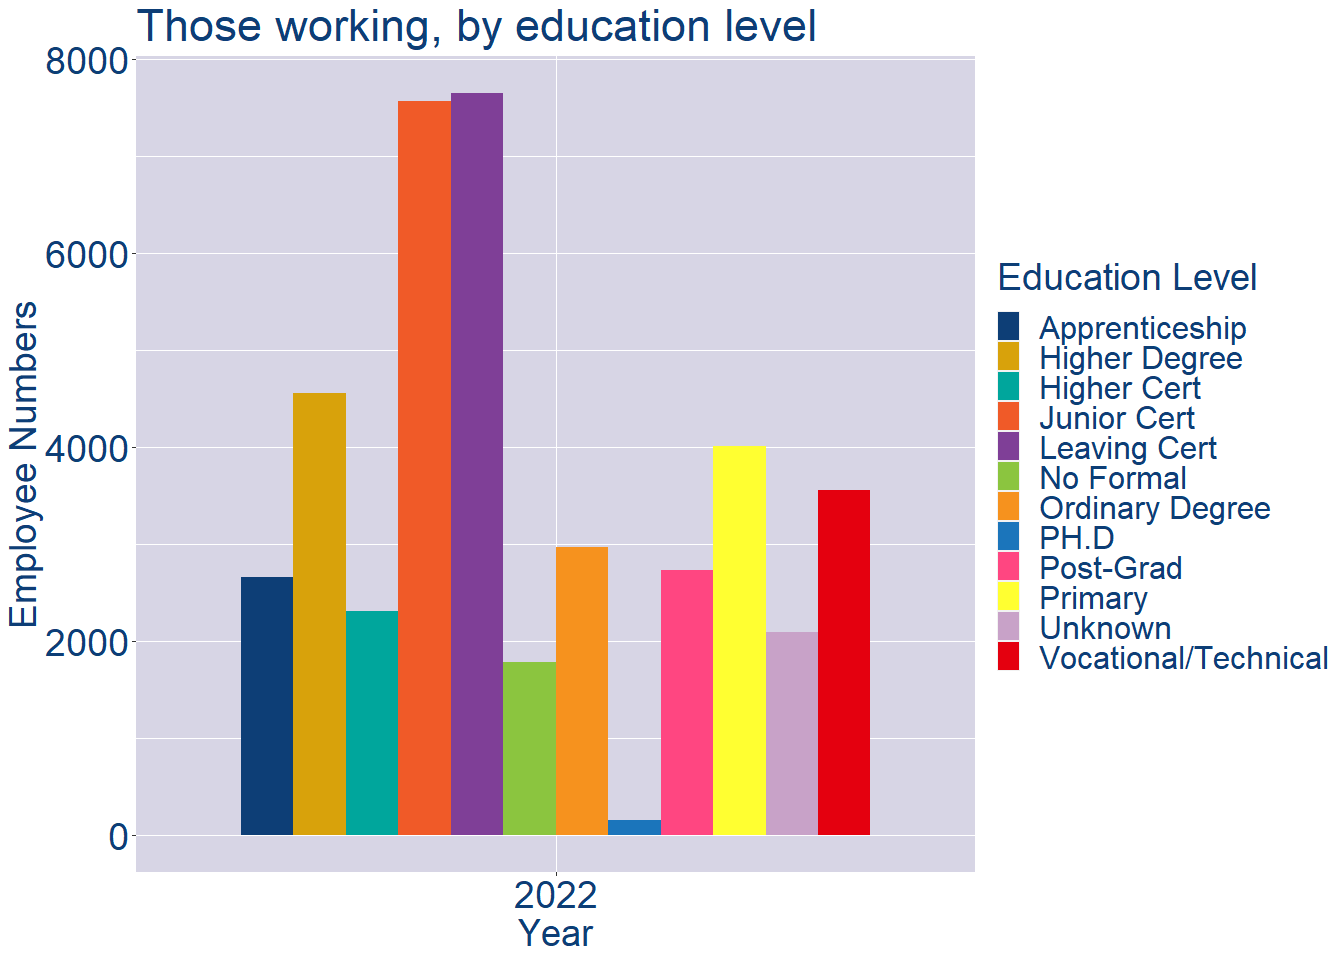 Those working, by education level
8000
6000
4000
2000
0
Employee Numbers
2022
Year
Education Level
Apprenticeship
Higher Degree
Higher Cert
Junior Cert
Leaving Cert
No Formal
Ordinary Degree
PH.D
Post-Grad
Primary
Unknown
Vocational/Technical